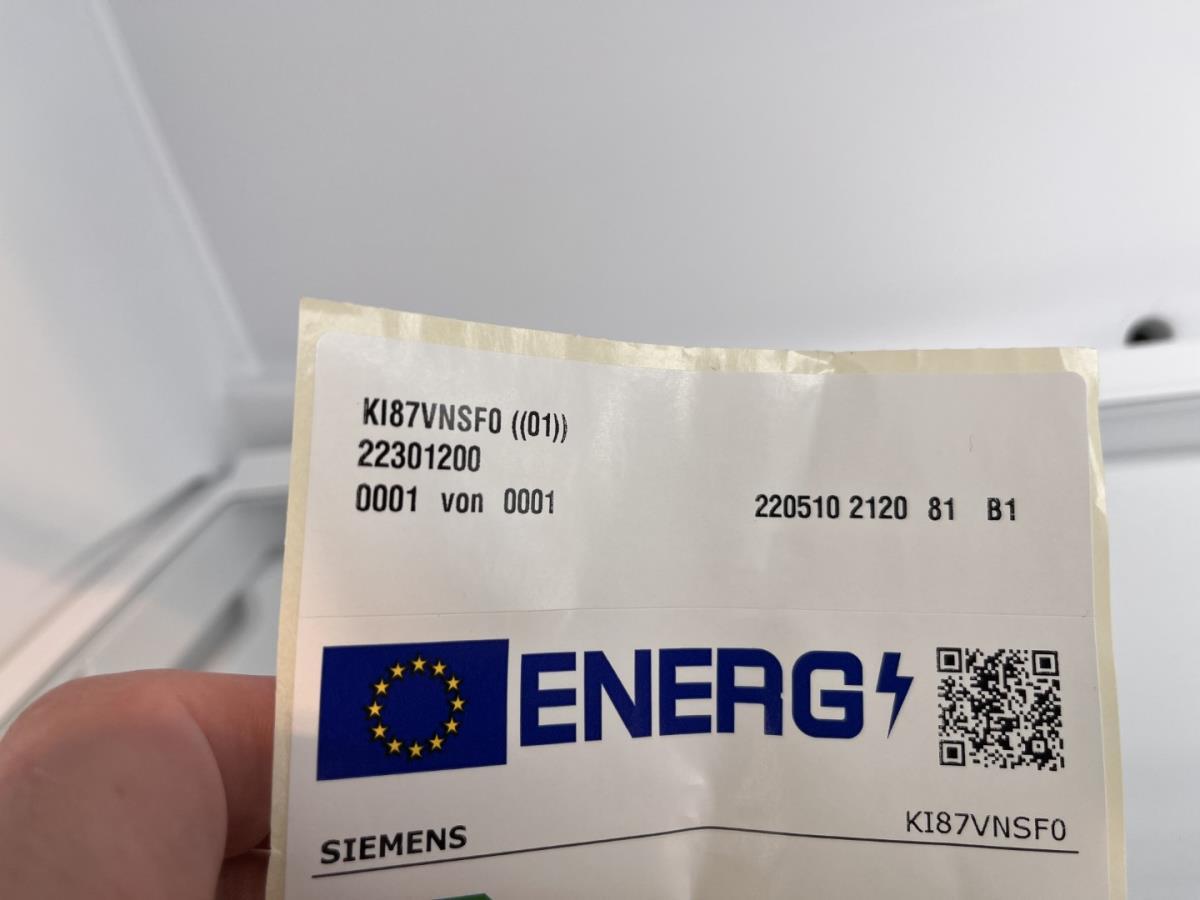 KI87VNSF0 ((01))
22301200
0001 von 0001
220510 2120 81 B1
ENERG
SIEMENS
KI87VNSF0